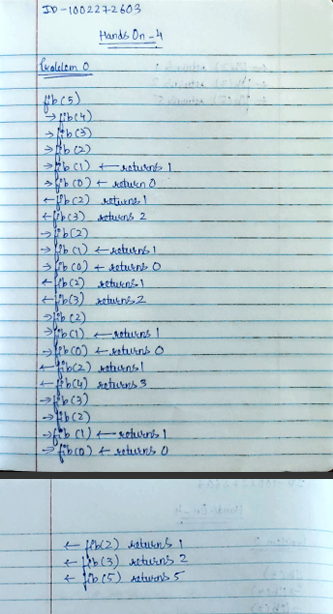 ID-1002272603
Hands On-4
Problem 0
fib(5)
→ fib(4)
→ fib(3)
→ fib(2)
→ fib(1) ← returns 1
→ fib(0) ← return 0
← fib(2) returns 1
← fib(3) returns 2
→ fib(2)
→ fib(1) ← returns 1
→ fib(0) ← returns 0
← fib(2) returns 1
← fib(3) returns 2
→ fib(2)
→ fib(1) ← returns 1
→ fib(0) ← returns 0
← fib(2) returns 1
← fib(4) returns 3
→ fib(3)
→ fib(2)
→ fib(1) ← returns 1
→ fib(0) ← returns 0
← fib(2) returns 1
← fib(3) returns 2
← fib(5) returns 5